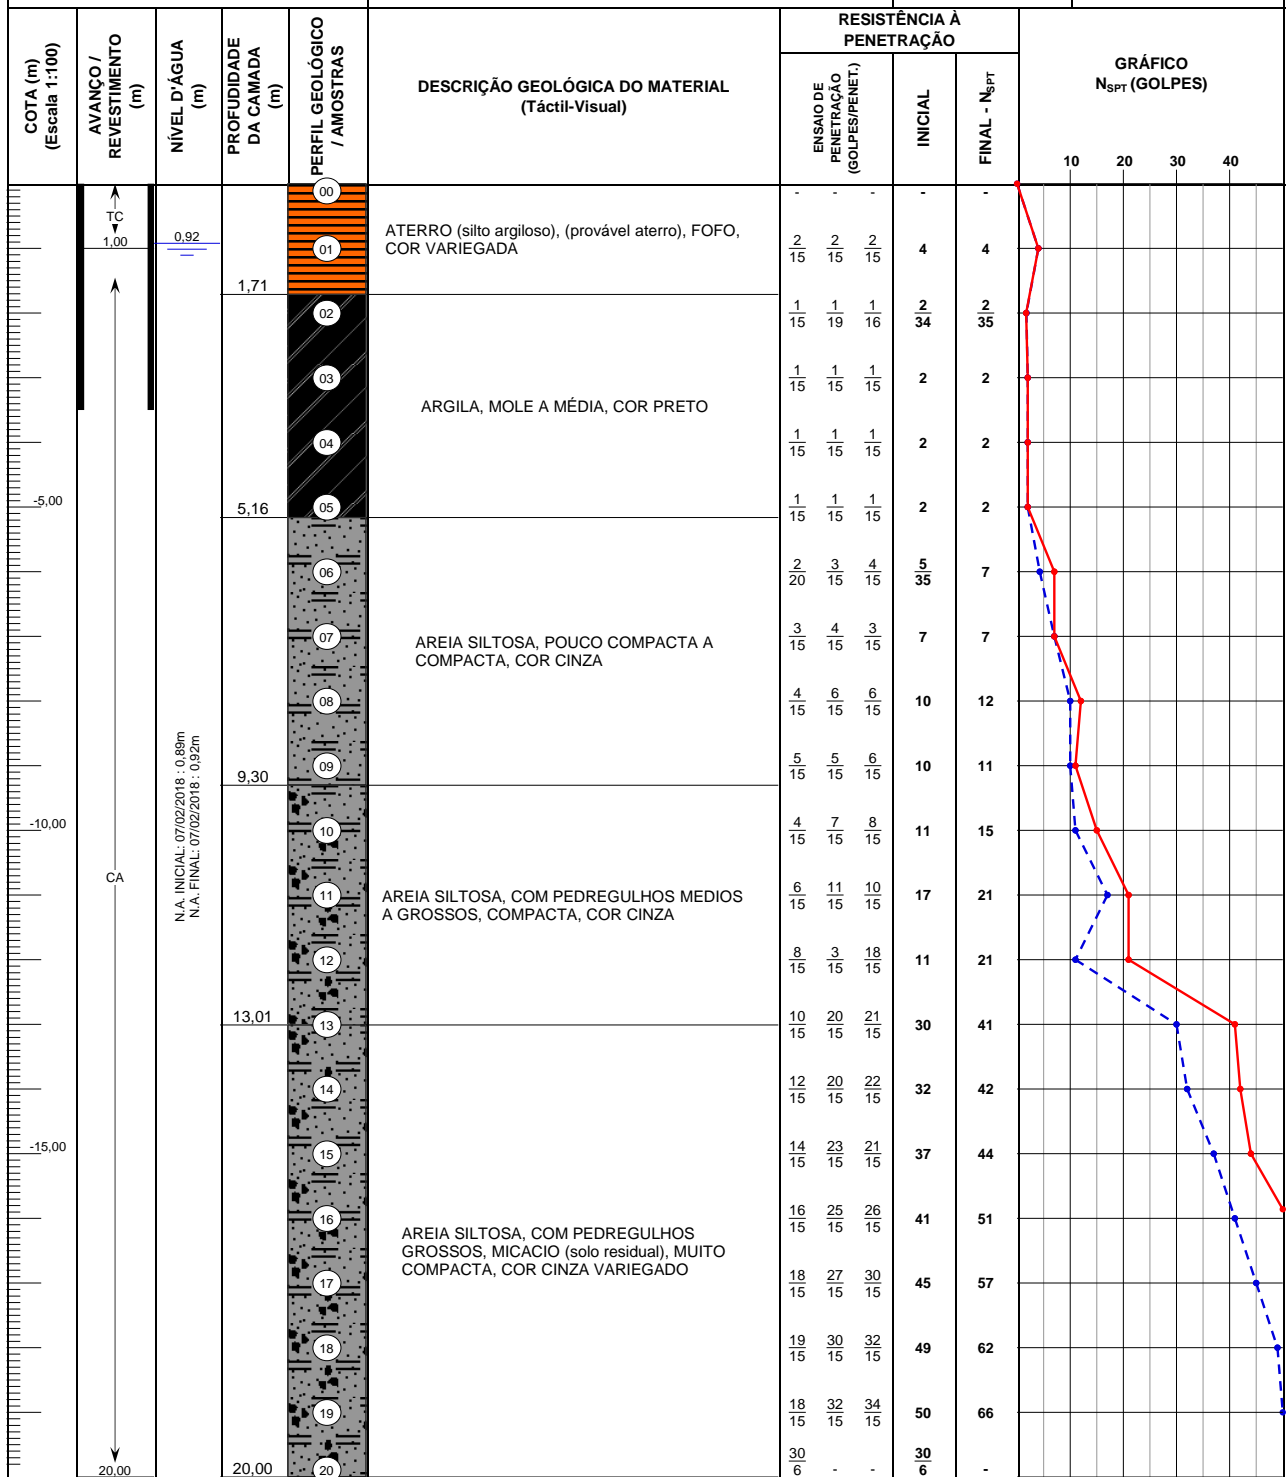 RESISTÊNCIA À
PENETRAÇÃO
COTA (m)
(Escala 1:100)
AVANÇO /
REVESTIMENTO
(m)
NÍVEL D'ÁGUA
(m)
PROFUDIDADE
DA CAMADA
(m)
PERFIL GEOLÓGICO
/ AMOSTRAS
DESCRIÇÃO GEOLÓGICA DO MATERIAL
(Táctil-Visual)
ENSAIO DE
PENETRAÇÃO
(GOLPES/PENET.)
INICIAL
FINAL - NSPT
GRÁFICO
NSPT (GOLPES)
10 20 30 40
00 - - - - -
TC
ATERRO (silto argiloso), (provável aterro), FOFO,
COR VARIEGADA
1,00 0,92 01 2/15 2/15 2/15 4 4
1,71
02 1/15 1/19 1/16 2/34 2/35
03 1/15 1/15 1/15 2 2
ARGILA, MOLE A MÉDIA, COR PRETO
04 1/15 1/15 1/15 2 2
-5,00 5,16 05 1/15 1/15 1/15 2 2
06 2/20 3/15 4/15 5/35 7
07 3/15 4/15 3/15 7 7
AREIA SILTOSA, POUCO COMPACTA A
COMPACTA, COR CINZA
08 4/15 6/15 6/15 10 12
09 5/15 5/15 6/15 10 11
9,30
N.A. INICIAL: 07/02/2018 : 0,89m
N.A. FINAL: 07/02/2018 : 0,92m
-10,00 10 4/15 7/15 8/15 11 15
CA
AREIA SILTOSA, COM PEDREGULHOS MEDIOS
A GROSSOS, COMPACTA, COR CINZA
11 6/15 11/15 10/15 17 21
12 8/15 3/15 18/15 11 21
13,01 13 10/15 20/15 21/15 30 41
14 12/15 20/15 22/15 32 42
-15,00 15 14/15 23/15 21/15 37 44
16 16/15 25/15 26/15 41 51
AREIA SILTOSA, COM PEDREGULHOS
GROSSOS, MICACIO (solo residual), MUITO
COMPACTA, COR CINZA VARIEGADO
17 18/15 27/15 30/15 45 57
18 19/15 30/15 32/15 49 62
19 18/15 32/15 34/15 50 66
20,00 20,00 20 30/6 - - 30/6 -